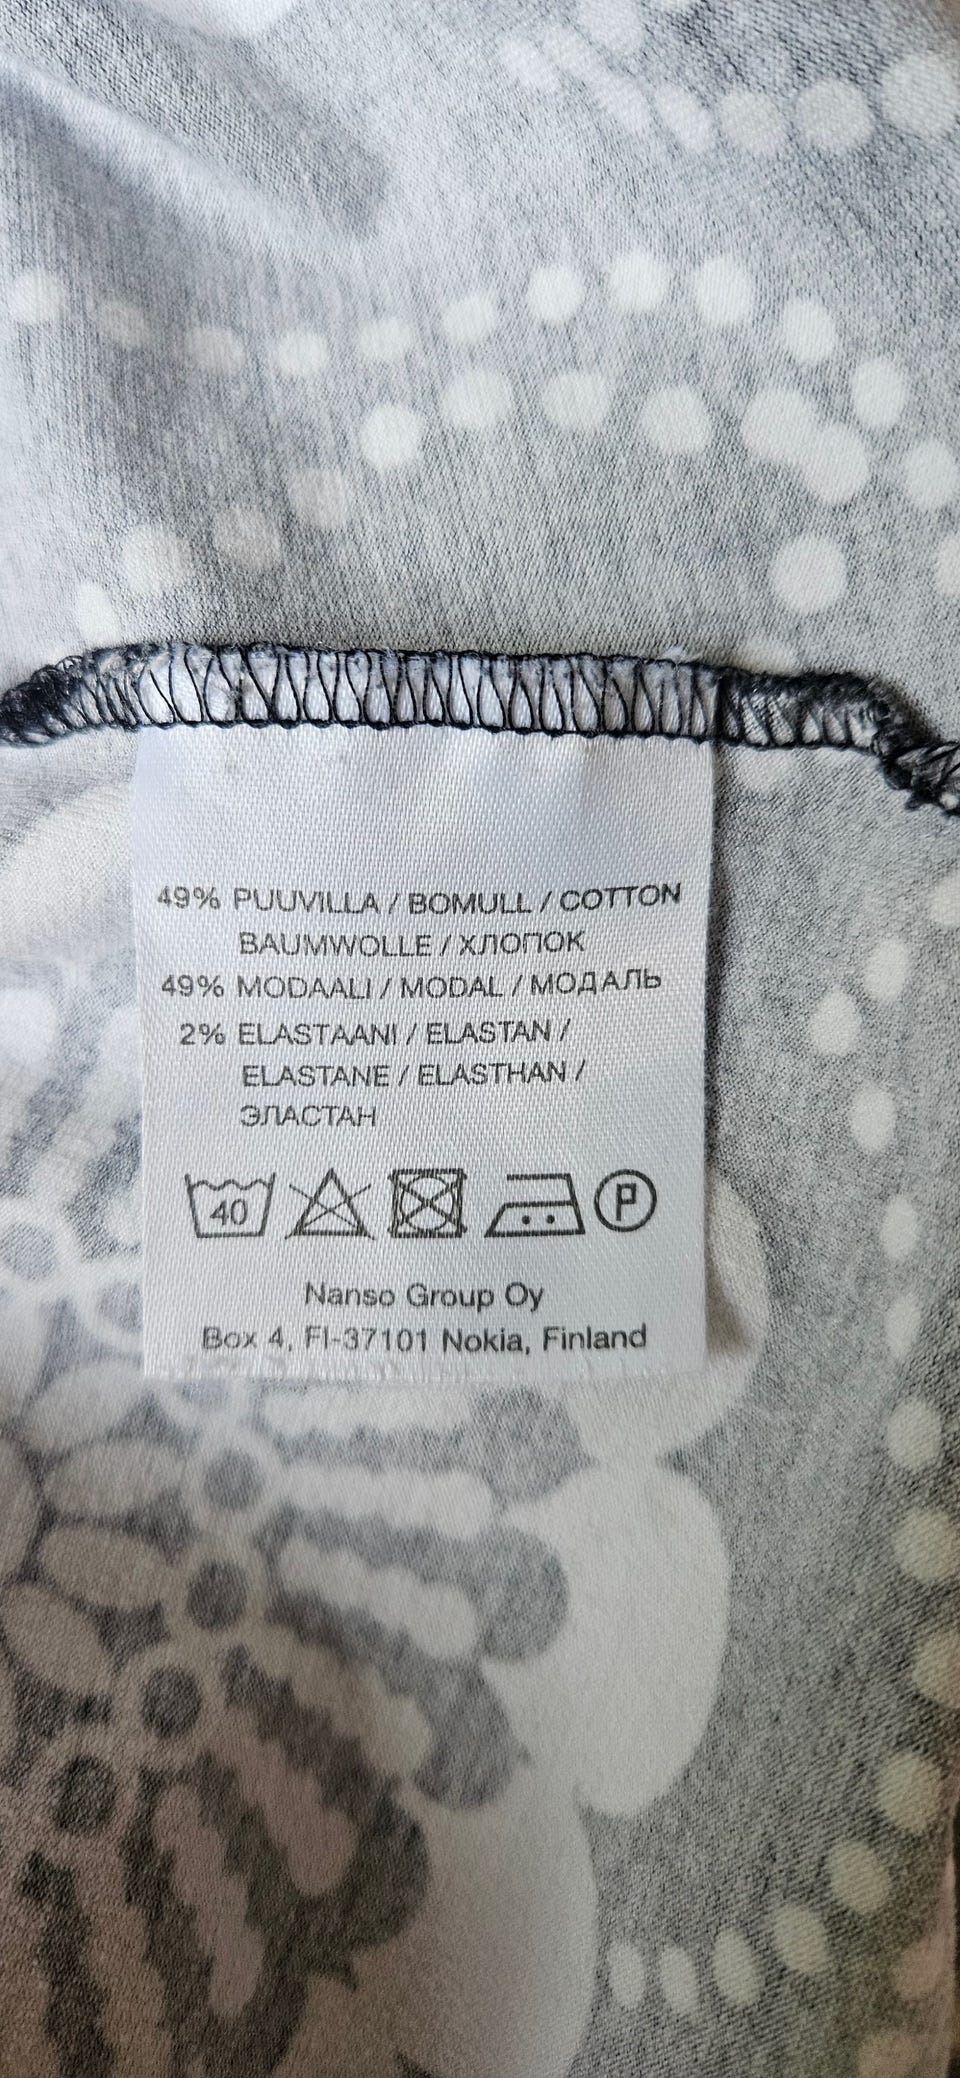 49% PUUVILLA / BOMULL / COTTON
BAUMWOLLE / ХЛОПОК
49% MODAALI / MODAL / МОДАЛЬ
2% ELASTAANI / ELASTAN /
ELASTANE / ELASTHAN /
ЭЛАСТАН
40 P
Nanso Group Oy
Box 4, FI-37101 Nokia, Finland